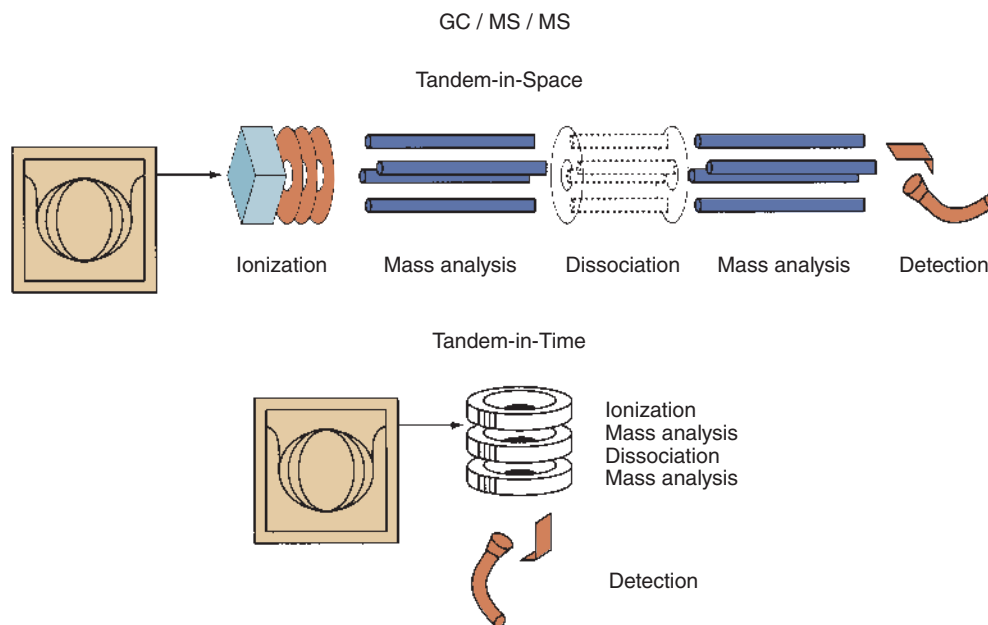 GC / MS / MS
Tandem-in-Space
Ionization Mass analysis Dissociation Mass analysis Detection
Tandem-in-Time
Ionization
Mass analysis
Dissociation
Mass analysis
Detection